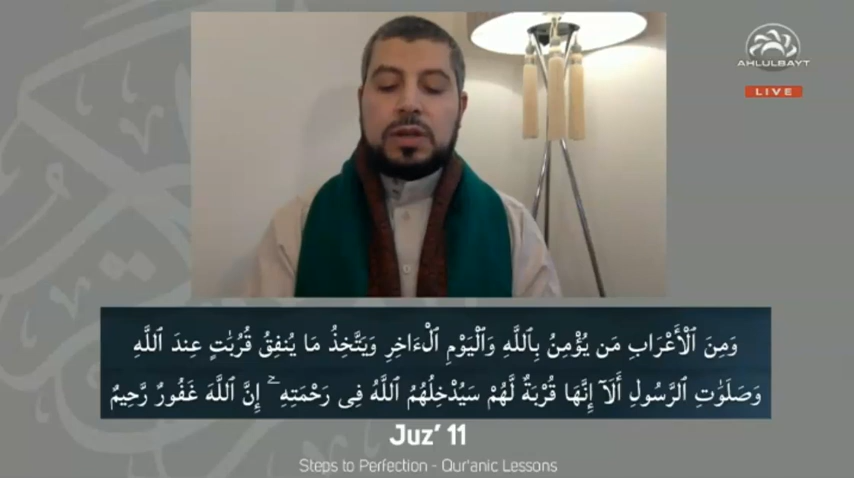 AHLULBAYT
LIVE
وَمِنَ ٱلْأَعْرَابِ مَن يُؤْمِنُ بِٱللَّهِ وَٱلْيَوْمِ ٱلْءَاخِرِ وَيَتَّخِذُ مَا يُنفِقُ قُرُبَٰتٍ عِندَ ٱللَّهِ
وَصَلَوَٰتِ ٱلرَّسُولِ أَلَآ إِنَّهَا قُرْبَةٌ لَّهُمْ سَيُدْخِلُهُمُ ٱللَّهُ فِى رَحْمَتِهِۦٓ ۗ إِنَّ ٱللَّهَ غَفُورٌ رَّحِيمٌ
Juz’ 11
Steps to Perfection - Qur'anic Lessons